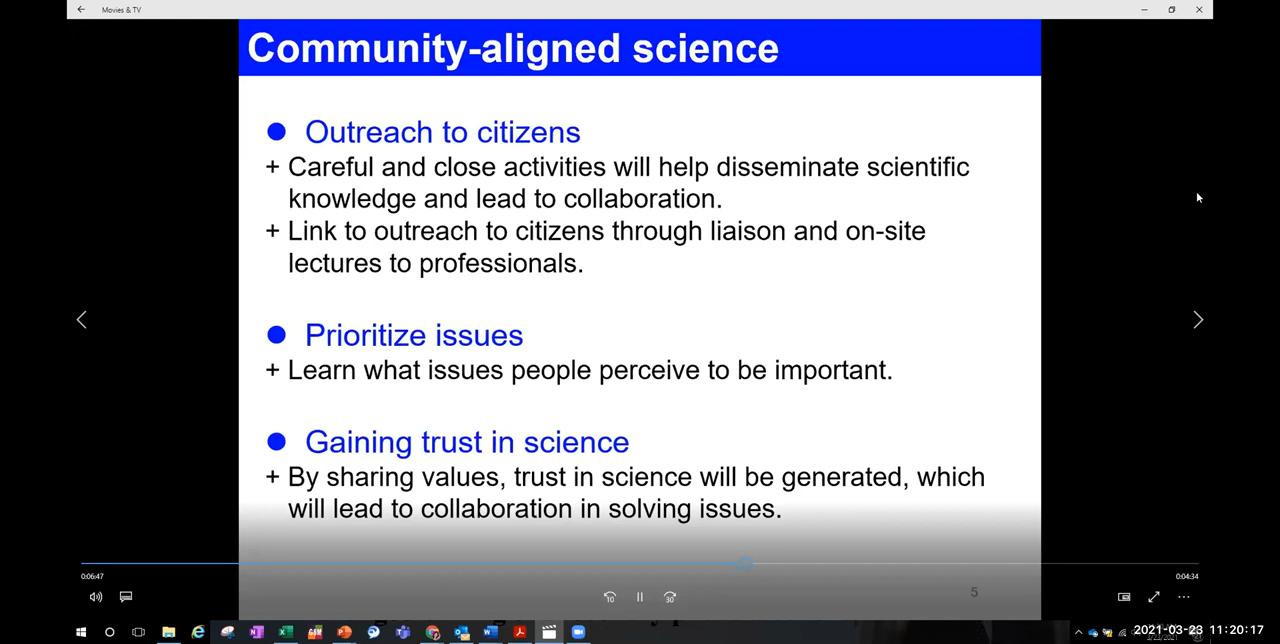 Movies & TV
Community-aligned science
● Outreach to citizens
+ Careful and close activities will help disseminate scientific
knowledge and lead to collaboration.
+ Link to outreach to citizens through liaison and on-site
lectures to professionals.
● Prioritize issues
+ Learn what issues people perceive to be important.
● Gaining trust in science
+ By sharing values, trust in science will be generated, which
will lead to collaboration in solving issues.
0:06:47
0:04:34
10
30
5
2021-03-23 11:20:17